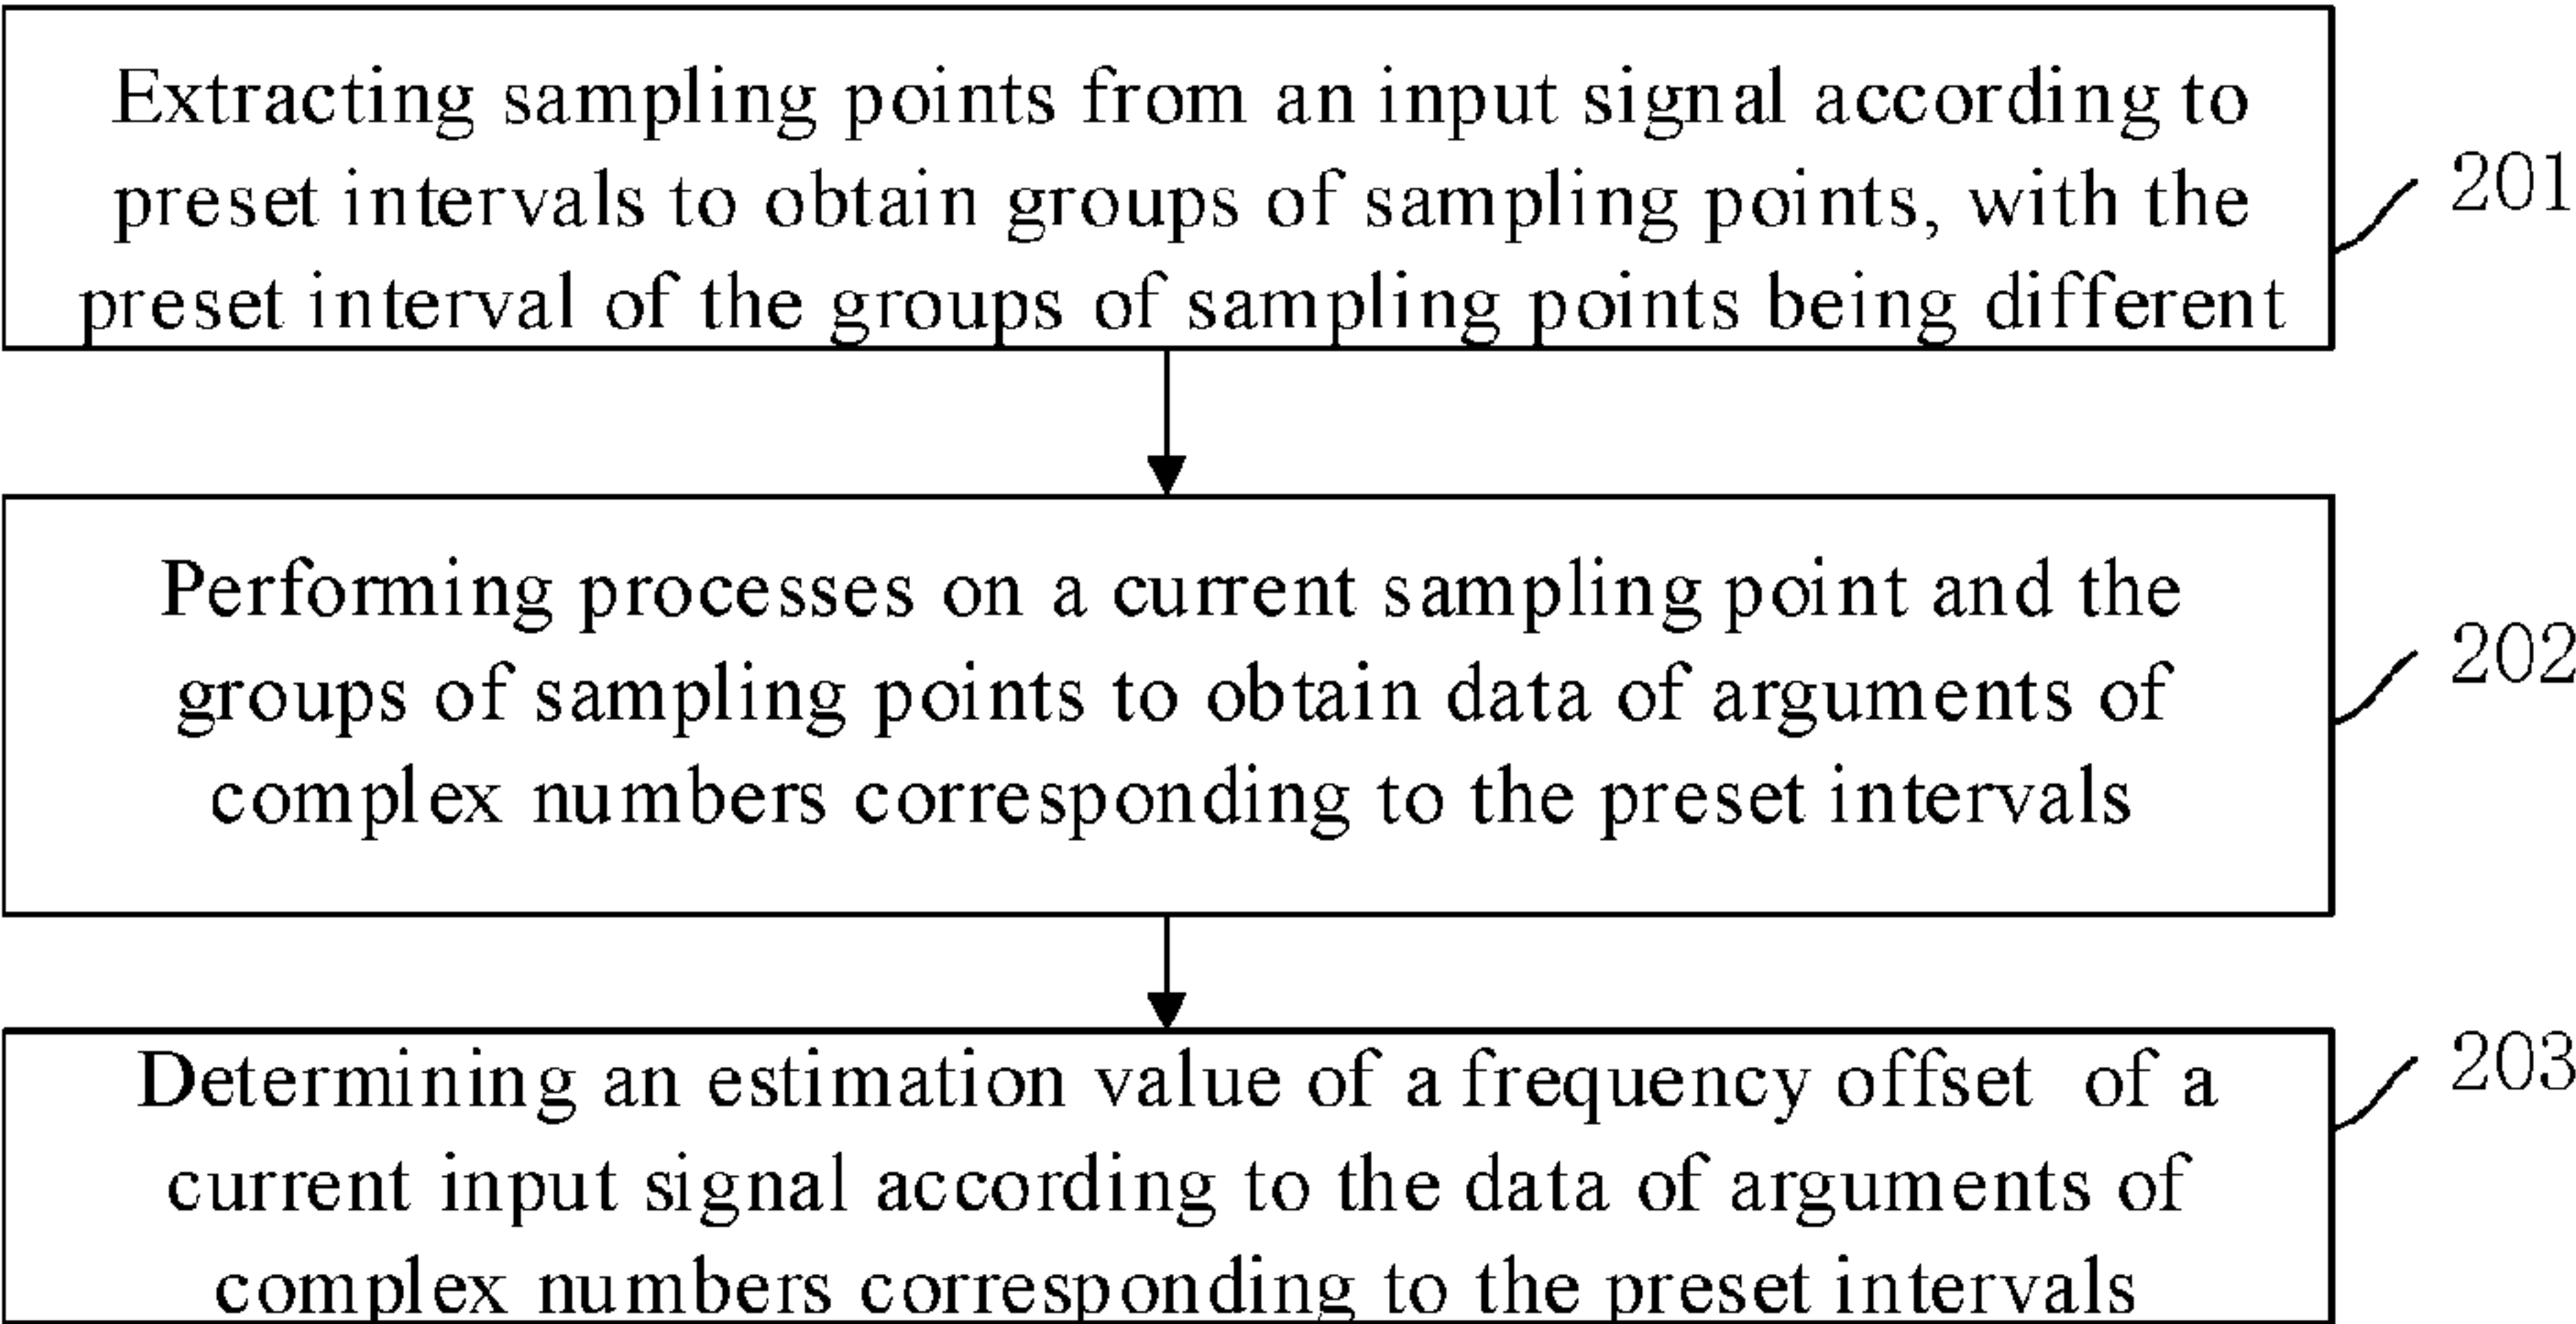 Extracting sampling points from an input signal according to
preset intervals to obtain groups of sampling points, with the
preset interval of the groups of sampling points being different
201
Performing processes on a current sampling point and the
groups of sampling points to obtain data of arguments of
complex numbers corresponding to the preset intervals
202
Determining an estimation value of a frequency offset of a
current input signal according to the data of arguments of
complex numbers corresponding to the preset intervals
203